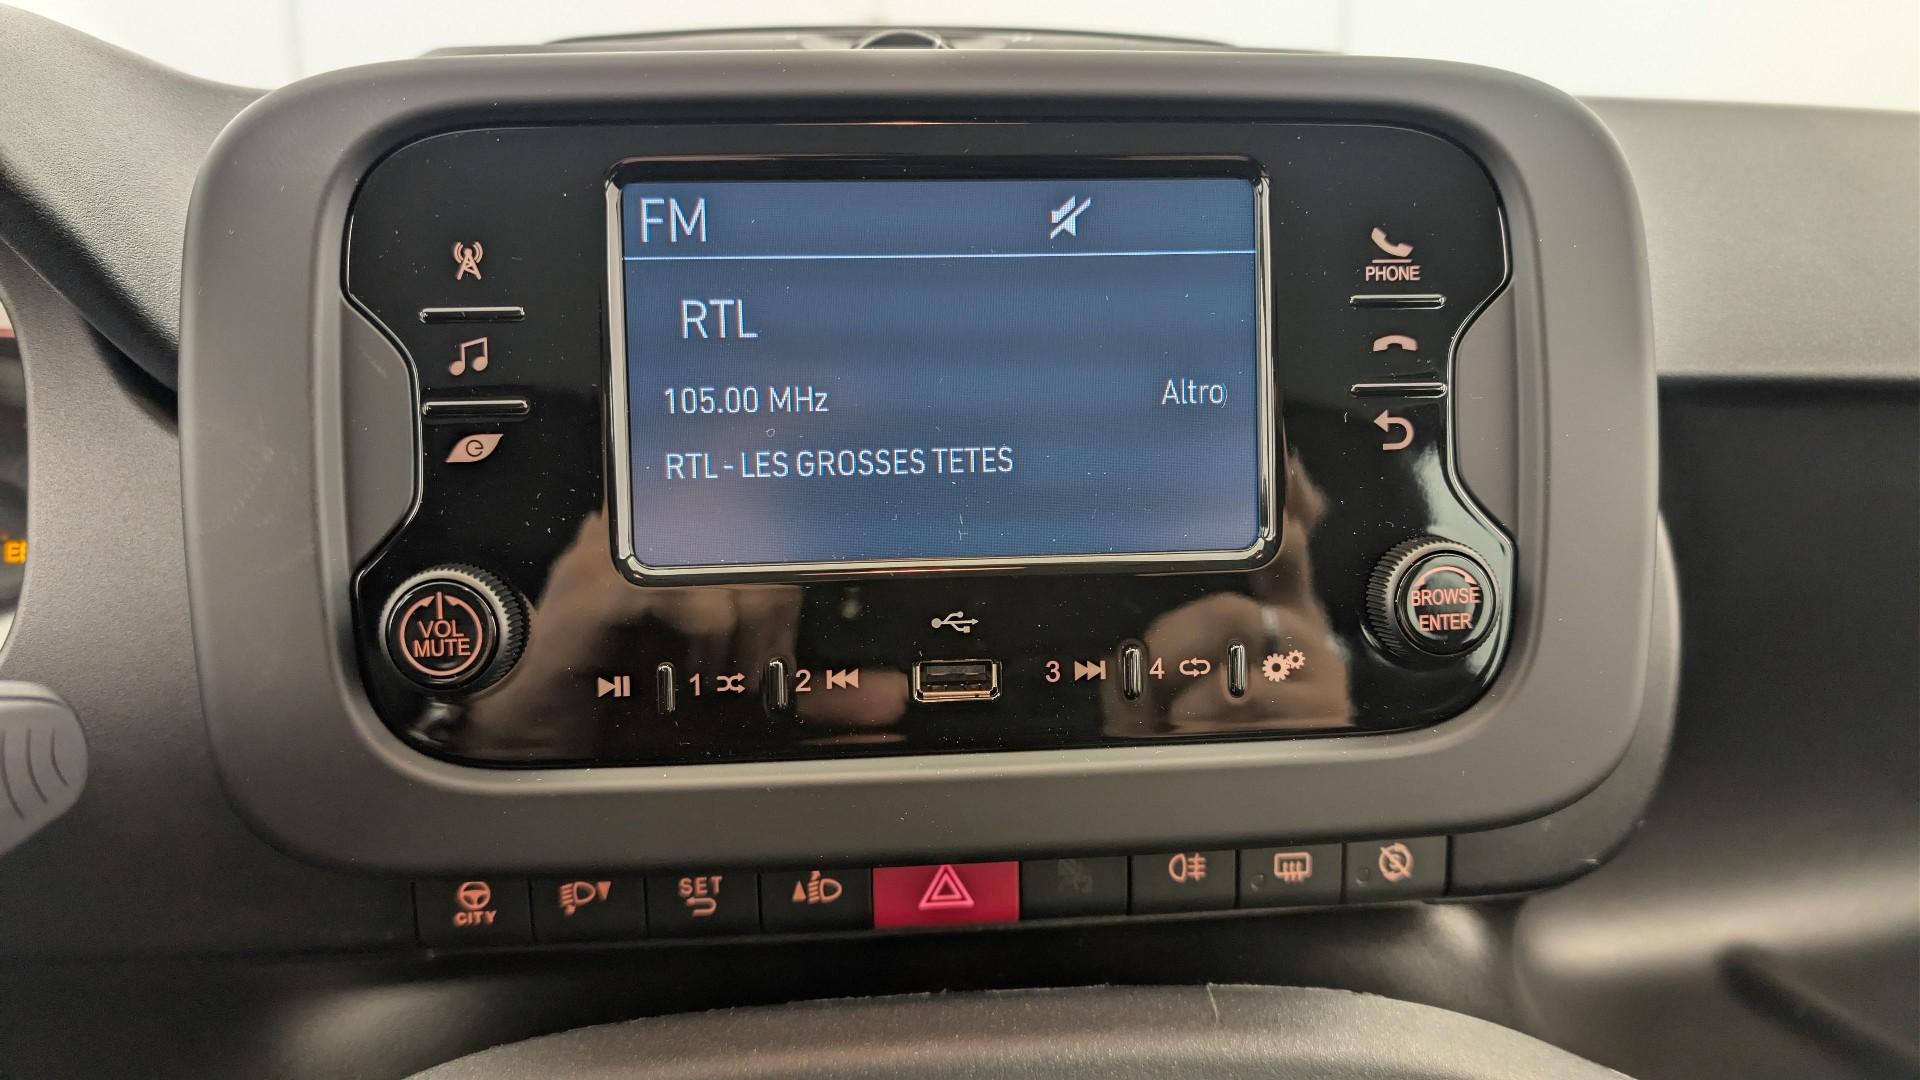 FM
RTL
105.00 MHz
Altro
RTL - LES GROSSES TETES
PHONE
VOL
MUTE
BROWSE
ENTER
1
2
3
4
CITY
SET